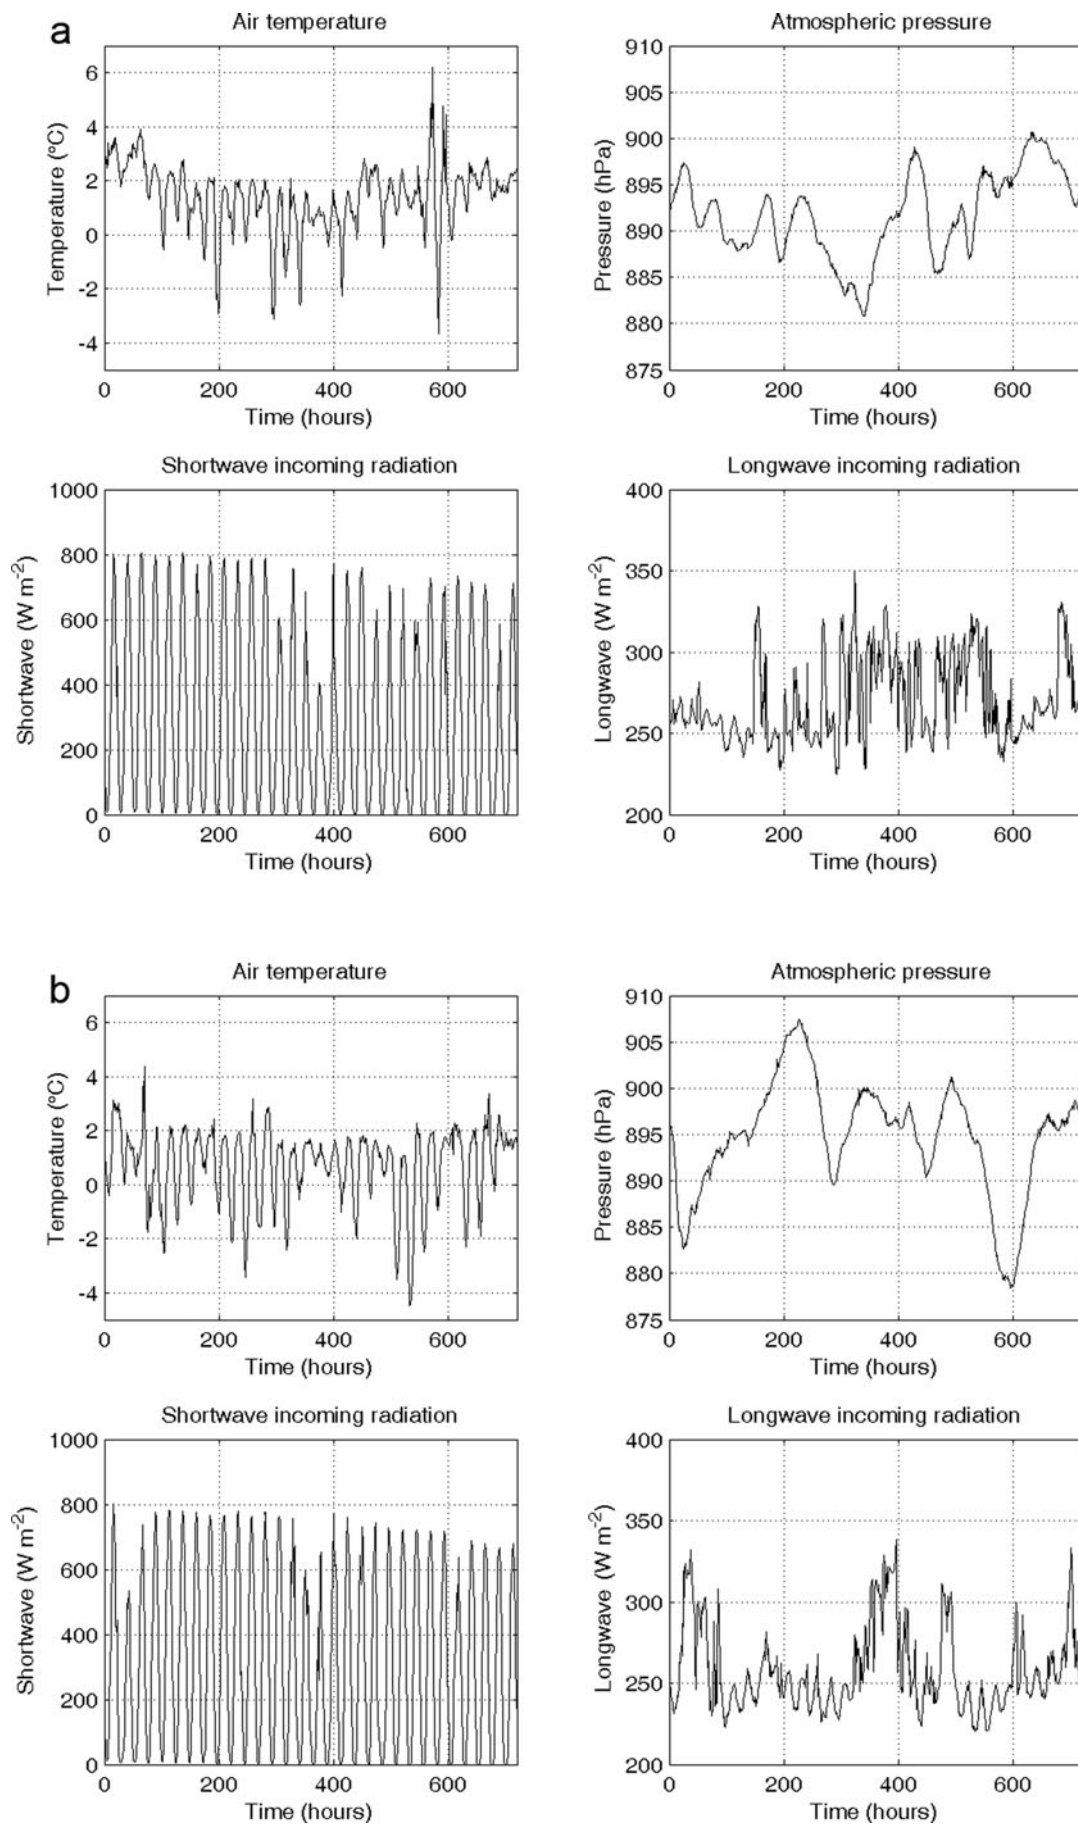 a
Air temperature
Temperature (°C)
6
4
2
0
-2
-4
0 200 400 600
Time (hours)
Atmospheric pressure
Pressure (hPa)
910
905
900
895
890
885
880
875
0 200 400 600
Time (hours)
Shortwave incoming radiation
Shortwave (W m-2)
1000
800
600
400
200
0
0 200 400 600
Time (hours)
Longwave incoming radiation
Longwave (W m-2)
400
350
300
250
200
0 200 400 600
Time (hours)
b
Air temperature
Temperature (°C)
6
4
2
0
-2
-4
0 200 400 600
Time (hours)
Atmospheric pressure
Pressure (hPa)
910
905
900
895
890
885
880
875
0 200 400 600
Time (hours)
Shortwave incoming radiation
Shortwave (W m-2)
1000
800
600
400
200
0
0 200 400 600
Time (hours)
Longwave incoming radiation
Longwave (W m-2)
400
350
300
250
200
0 200 400 600
Time (hours)